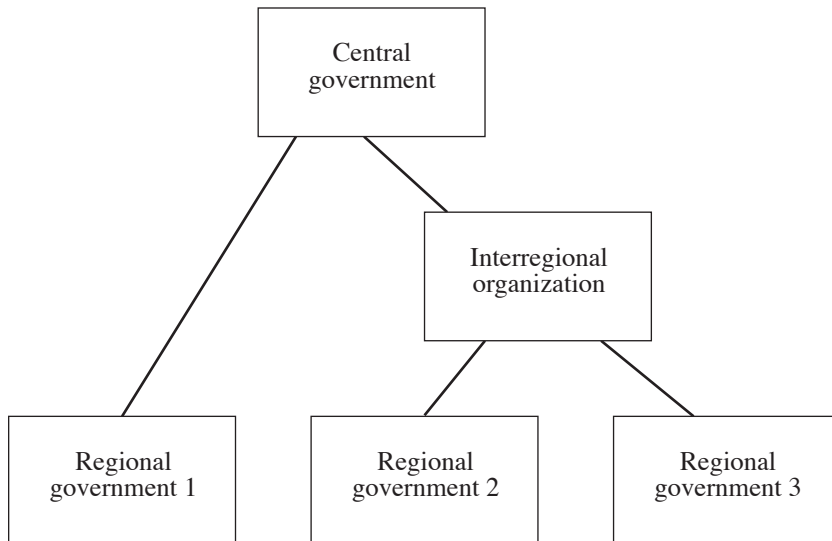 Central
government
Interregional
organization
Regional
government 1
Regional
government 2
Regional
government 3